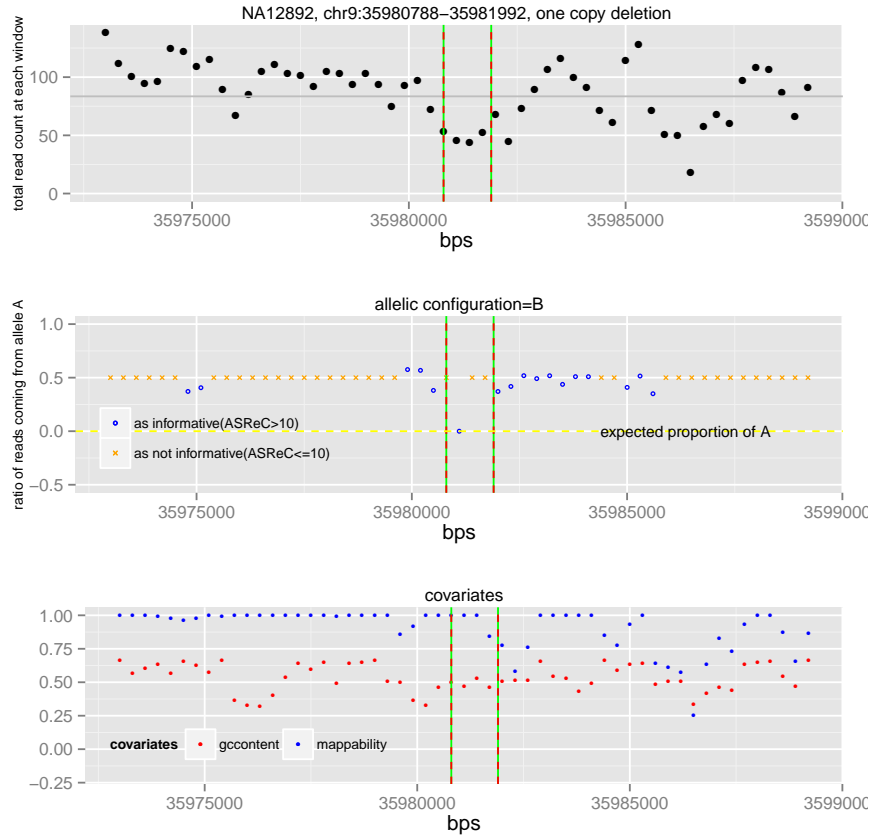 NA12892, chr9:35980788−35981992, one copy deletion
total read count at each window
100
50
0
35975000 35980000 35985000 3599000
bps
allelic configuration=B
ratio of reads coming from allele A
1.0
0.5
0.0
−0.5
as informative(ASReC>10)
as not informative(ASReC<=10)
expected proportion of A
35975000 35980000 35985000 3599000
bps
covariates
1.00
0.75
0.50
0.25
0.00
−0.25
covariates gccontent mappability
35975000 35980000 35985000 3599000
bps